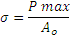 σ = P max / A₀